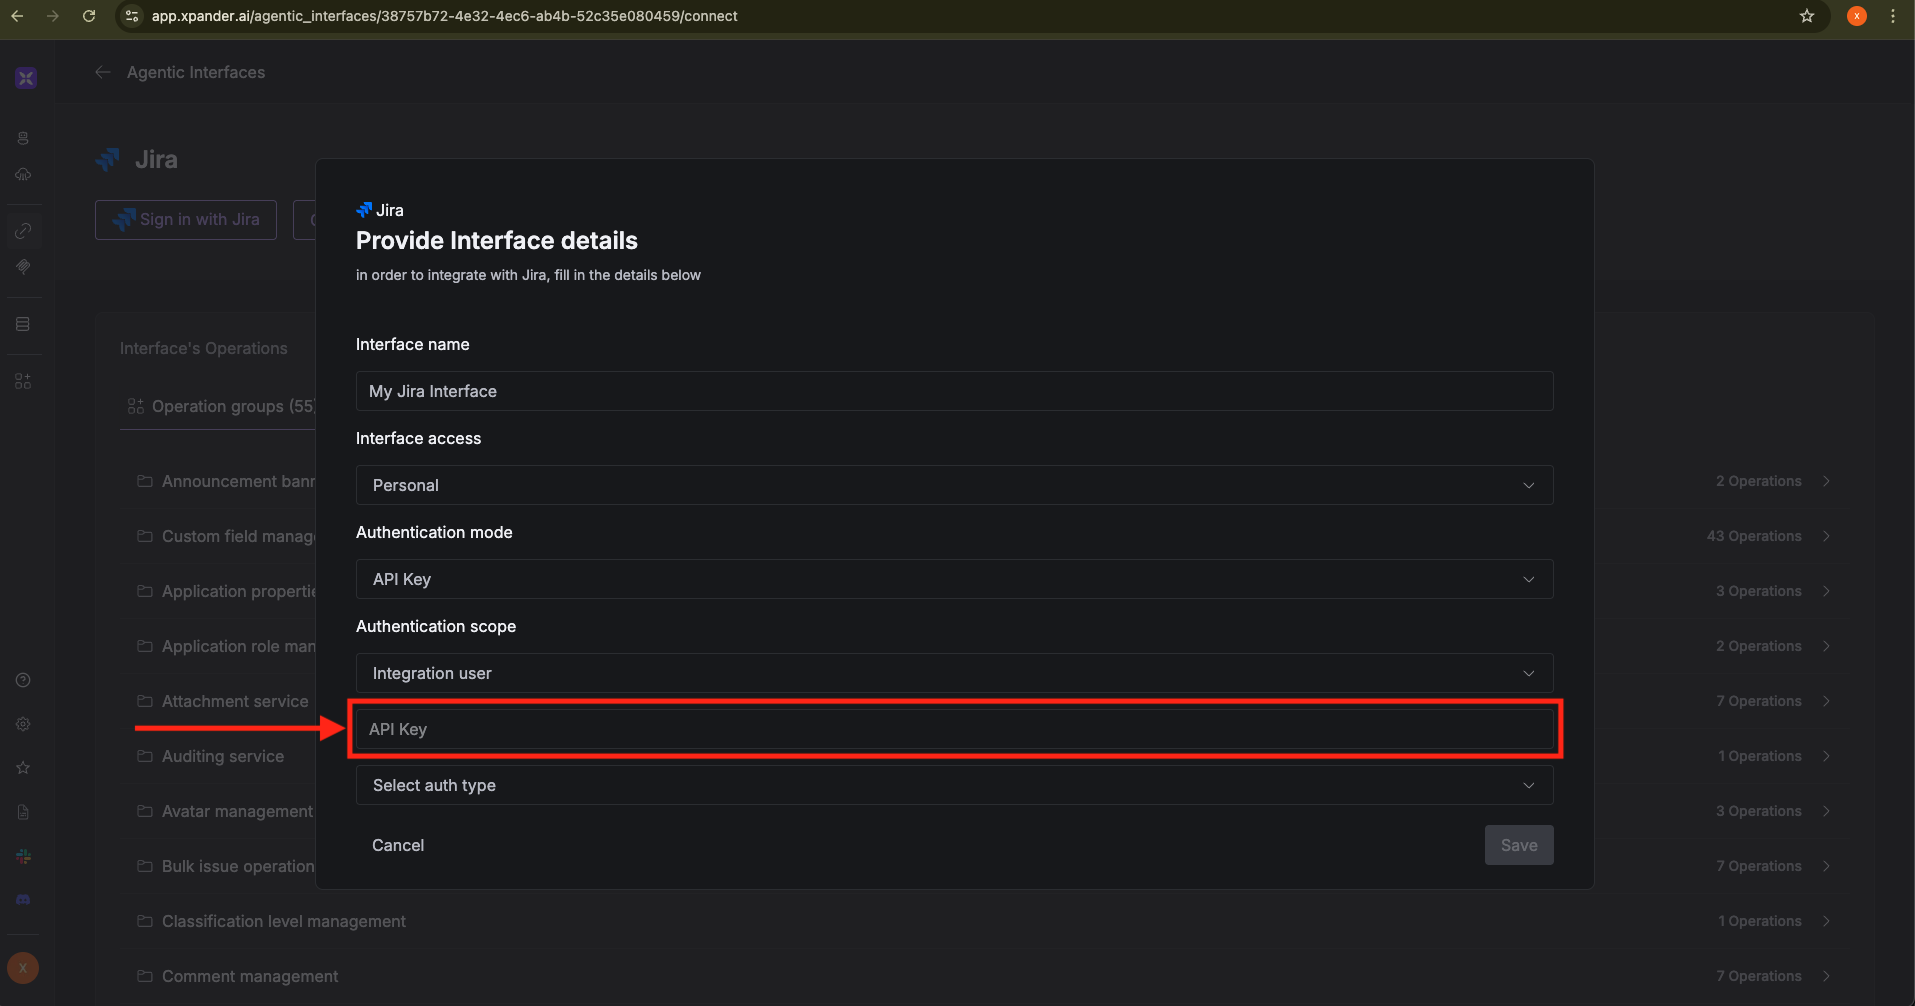 app.xpander.ai/agentic_interfaces/38757b72-4e32-4ec6-ab4b-52c35e080459/connect
x
Agentic Interfaces
Jira
Sign in with Jira
Jira
Provide Interface details
in order to integrate with Jira, fill in the details below
Interface name
My Jira Interface
Interface access
Personal
Authentication mode
API Key
Authentication scope
Integration user
API Key
Select auth type
Cancel
Save
Interface's Operations
Operation groups (55)
Announcement bann
2 Operations
Custom field manag
43 Operations
Application propertie
3 Operations
Application role man
2 Operations
Attachment service
7 Operations
Auditing service
1 Operations
Avatar management
3 Operations
Bulk issue operation
7 Operations
Classification level management
1 Operations
Comment management
7 Operations
x